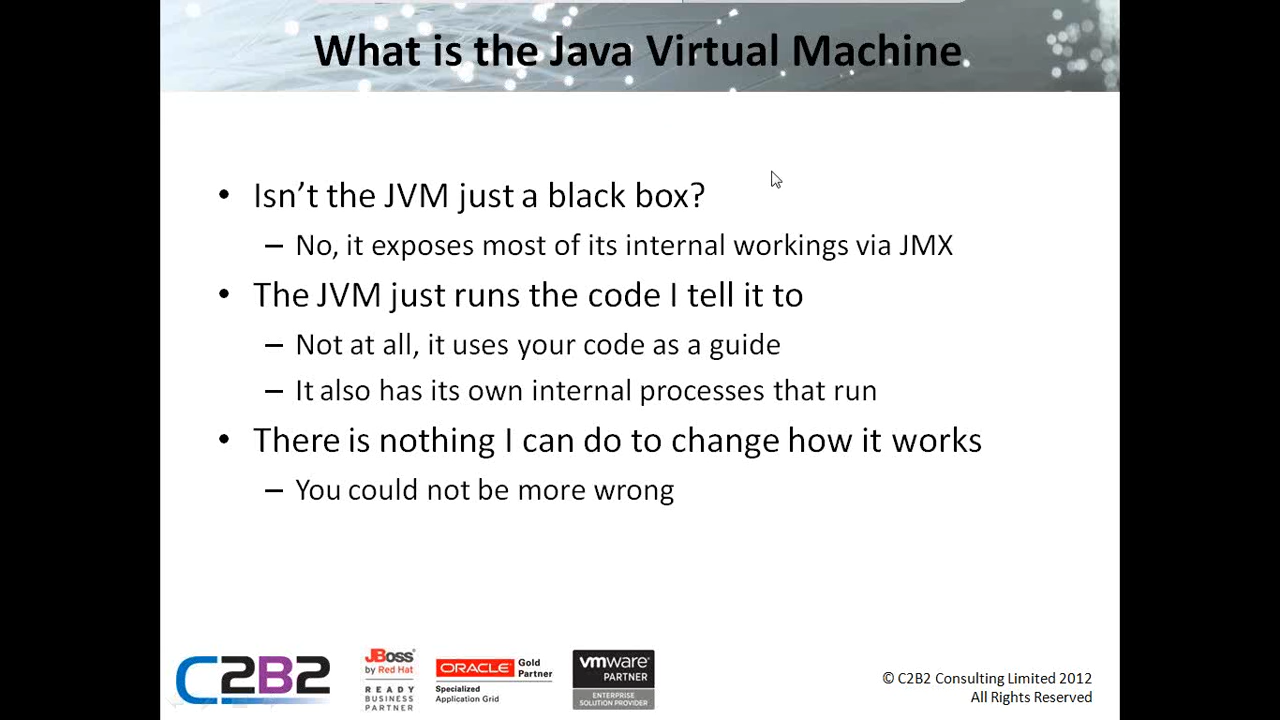 What is the Java Virtual Machine
• Isn’t the JVM just a black box?
– No, it exposes most of its internal workings via JMX
• The JVM just runs the code I tell it to
– Not at all, it uses your code as a guide
– It also has its own internal processes that run
• There is nothing I can do to change how it works
– You could not be more wrong
C2B2
JBoss
by Red Hat
READY
BUSINESS
PARTNER
ORACLE Gold
Partner
Specialized
Application Grid
vmware
PARTNER
ENTERPRISE
SOLUTION PROVIDER
© C2B2 Consulting Limited 2012
All Rights Reserved